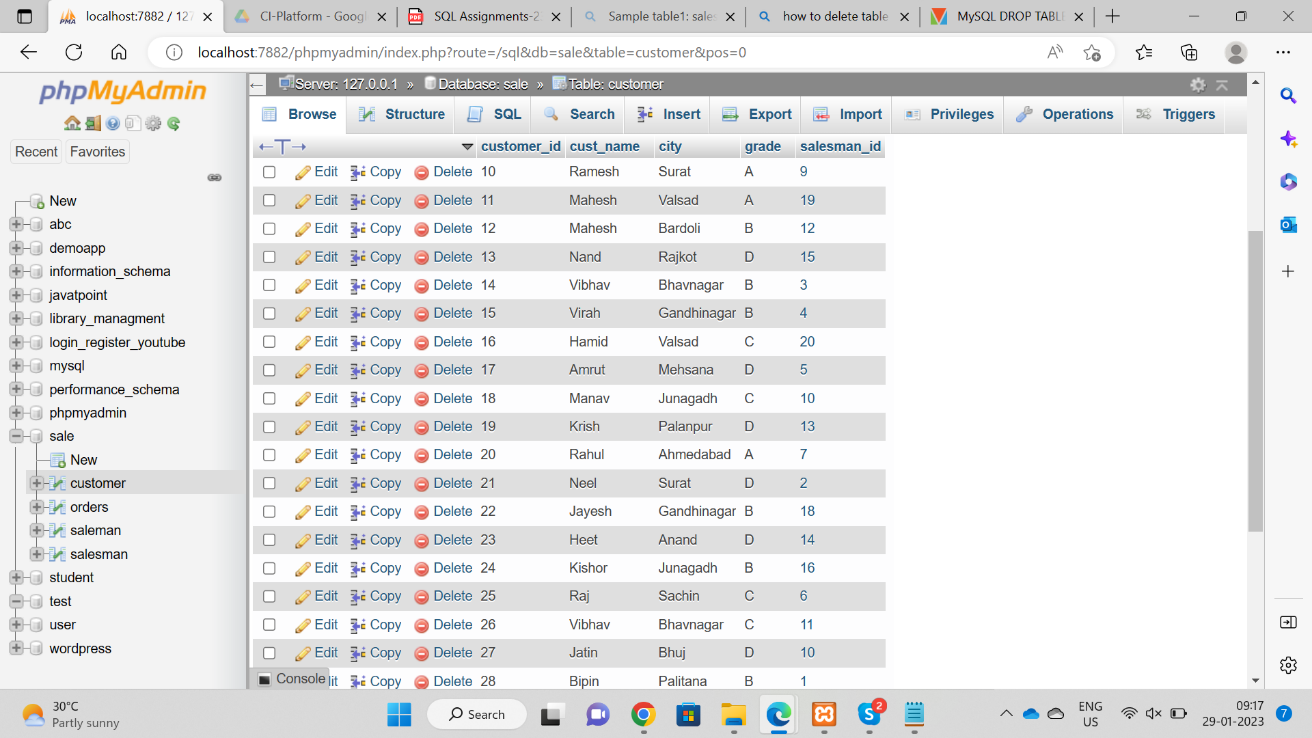 localhost:7882 / 127
CI-Platform - Googl
SQL Assignments-2
Sample table1: sale
how to delete table
MySQL DROP TABL
localhost:7882/phpmyadmin/index.php?route=/sql&db=sale&table=customer&pos=0
phpMyAdmin
Recent Favorites
New
abc
demoapp
information_schema
javatpoint
library_managment
login_register_youtube
mysql
performance_schema
phpmyadmin
sale
New
customer
orders
saleman
salesman
student
test
user
wordpress
Server: 127.0.0.1 » Database: sale » Table: customer
Browse Structure SQL Search Insert Export Import Privileges Operations Triggers
customer_id cust_name city grade salesman_id
Edit Copy Delete 10 Ramesh Surat A 9
Edit Copy Delete 11 Mahesh Valsad A 19
Edit Copy Delete 12 Mahesh Bardoli B 12
Edit Copy Delete 13 Nand Rajkot D 15
Edit Copy Delete 14 Vibhav Bhavnagar B 3
Edit Copy Delete 15 Virah Gandhinagar B 4
Edit Copy Delete 16 Hamid Valsad C 20
Edit Copy Delete 17 Amrut Mehsana D 5
Edit Copy Delete 18 Manav Junagadh C 10
Edit Copy Delete 19 Krish Palanpur D 13
Edit Copy Delete 20 Rahul Ahmedabad A 7
Edit Copy Delete 21 Neel Surat D 2
Edit Copy Delete 22 Jayesh Gandhinagar B 18
Edit Copy Delete 23 Heet Anand D 14
Edit Copy Delete 24 Kishor Junagadh B 16
Edit Copy Delete 25 Raj Sachin C 6
Edit Copy Delete 26 Vibhav Bhavnagar C 11
Edit Copy Delete 27 Jatin Bhuj D 10
Console it Copy Delete 28 Bipin Palitana B 1
30°C
Partly sunny
Search
2
ENG
US
09:17
29-01-2023
7